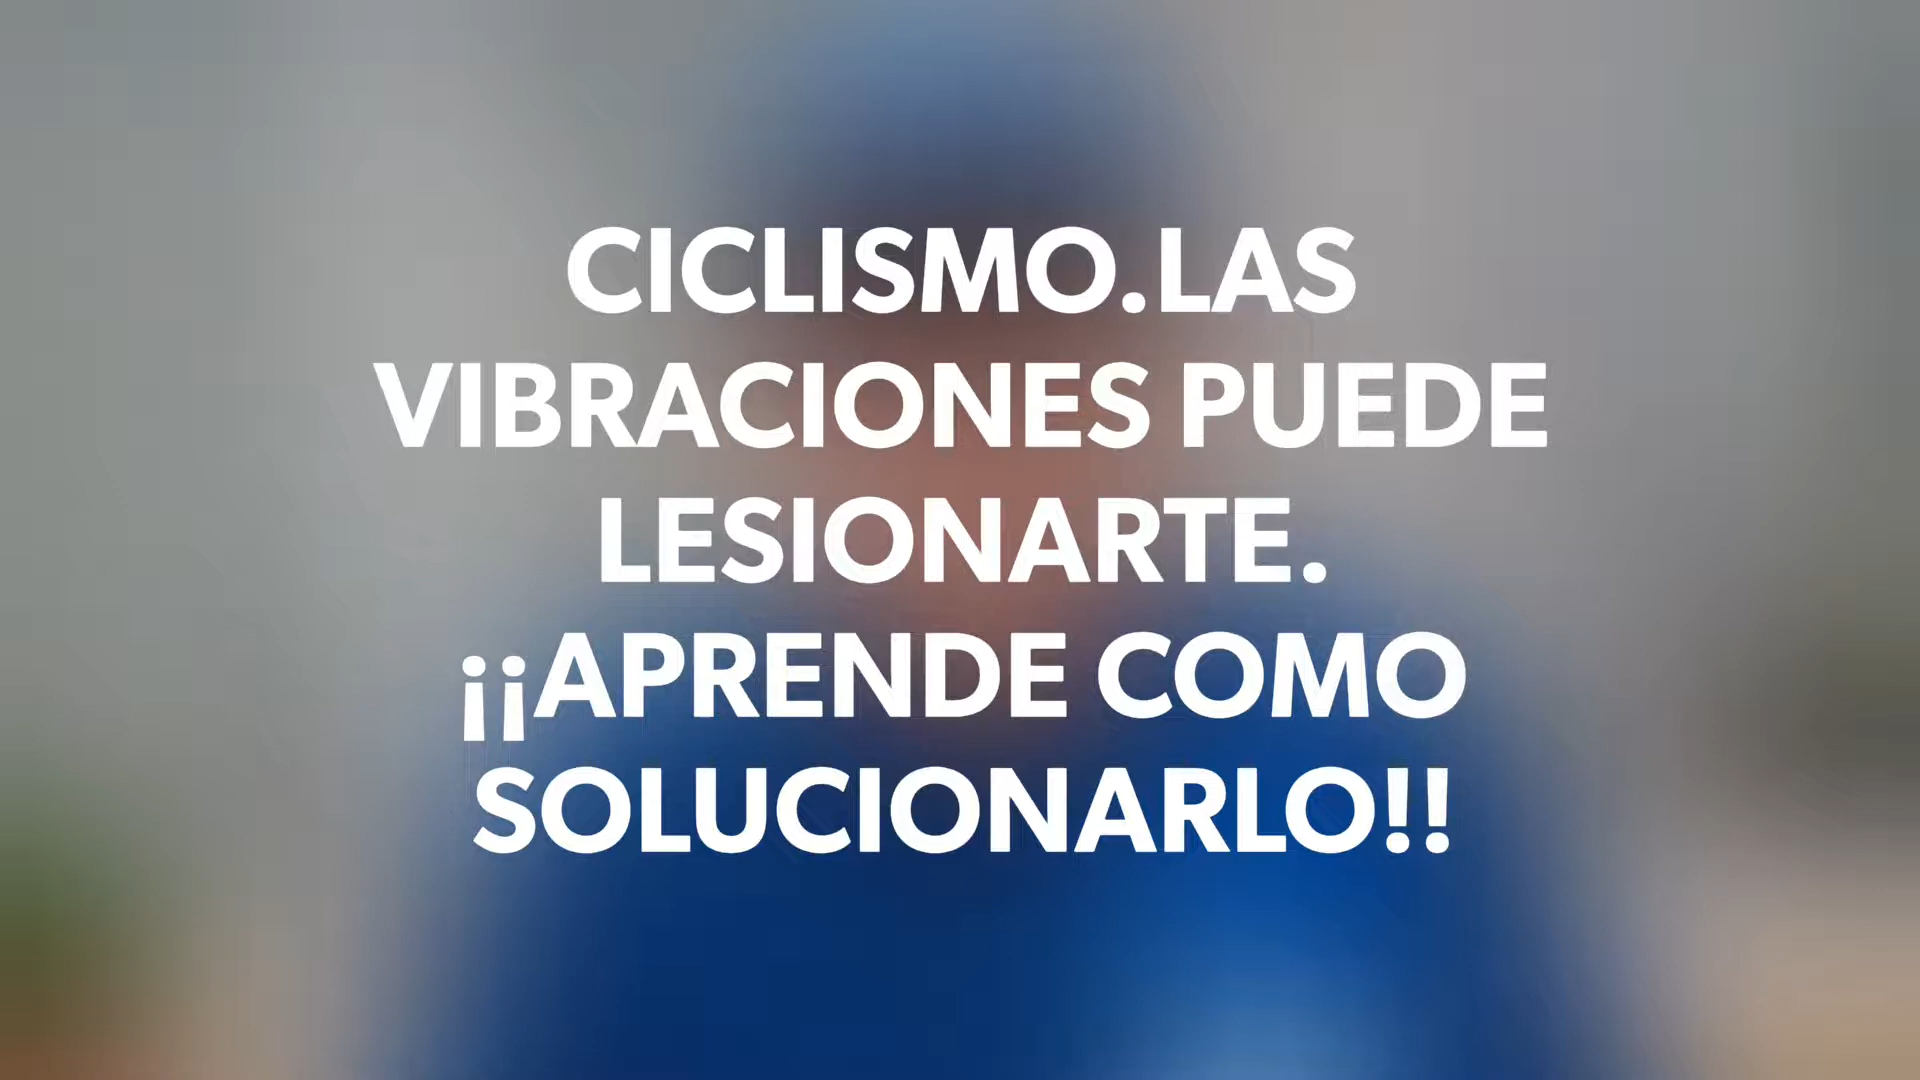 CICLISMO.LAS
VIBRACIONES PUEDE
LESIONARTE.
¡¡APRENDE COMO
SOLUCIONARLO!!